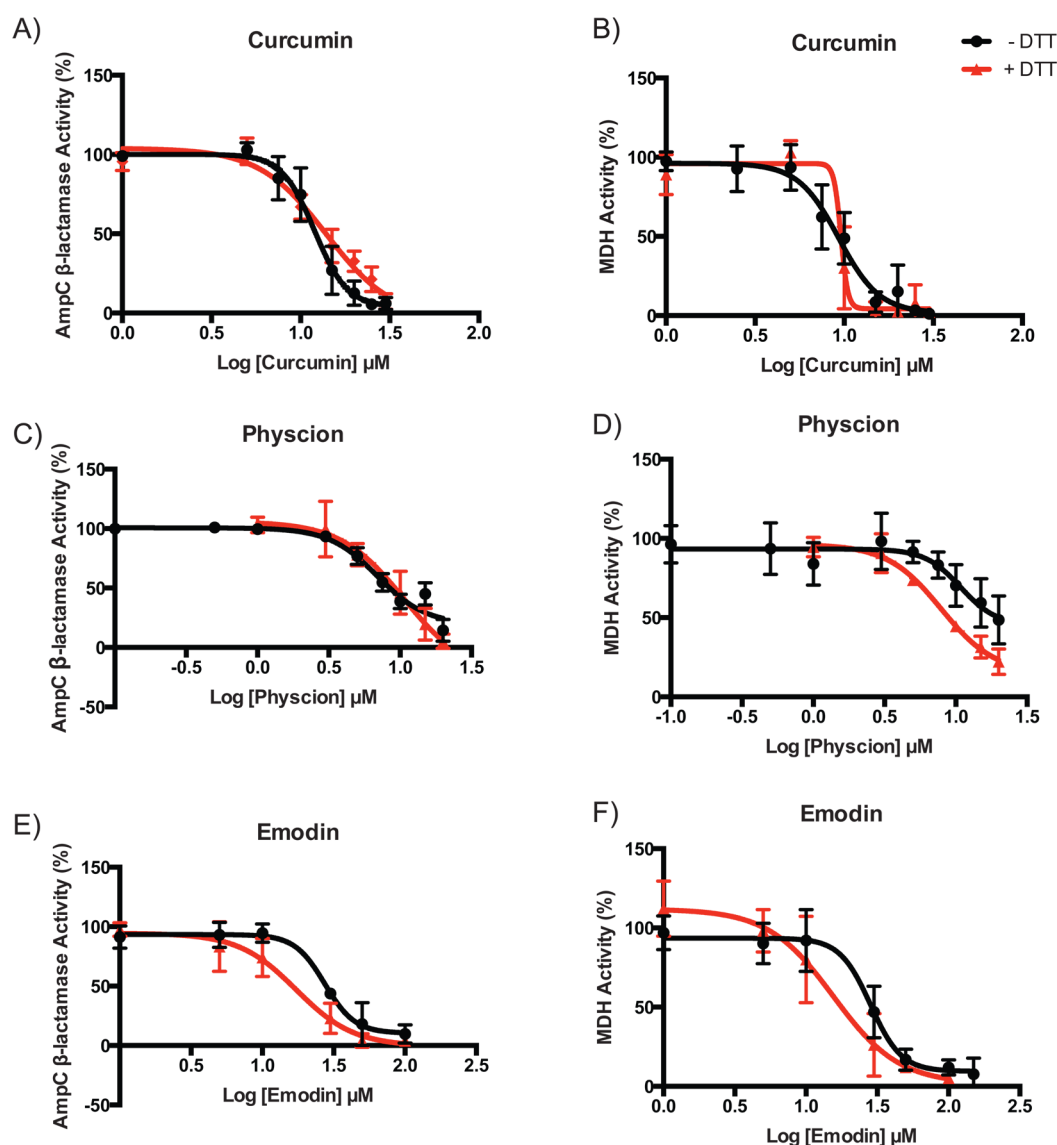 A)
Curcumin
AmpC β-lactamase Activity (%)
150
100
50
0
0.0 0.5 1.0 1.5 2.0
Log [Curcumin] µM
B)
Curcumin
- DTT
+ DTT
MDH Activity (%)
150
100
50
0
0.0 0.5 1.0 1.5 2.0
Log [Curcumin] µM
C)
Physcion
AmpC β-lactamase Activity (%)
150
100
50
0
-50
-0.5 0.0 0.5 1.0 1.5
Log [Physcion] µM
D)
Physcion
MDH Activity (%)
150
100
50
0
-1.0 -0.5 0.0 0.5 1.0 1.5
Log [Physcion] µM
E)
Emodin
AmpC β-lactamase Activity (%)
150
100
50
0
-50
0.5 1.0 1.5 2.0 2.5
Log [Emodin] µM
F)
Emodin
MDH Activity (%)
150
100
50
0
0.0 0.5 1.0 1.5 2.0 2.5
Log [Emodin] µM